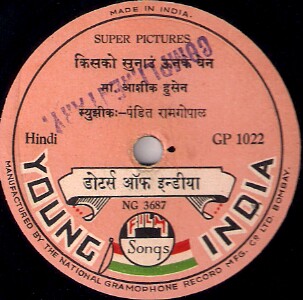 MADE IN INDIA.
SUPER PICTURES
किसको सुनाउं
सा. आशीक हुसेन
म्युझीकः-पंडित रामगोपाल
Hindi
GP 1022
डोटर्स ऑफ इन्डीया
NG 3687
YOUNG INDIA
FILM
Songs
MANUFACTURED BY THE NATIONAL GRAMOPHONE RECORD MFG. CO LTD. BOMBAY.